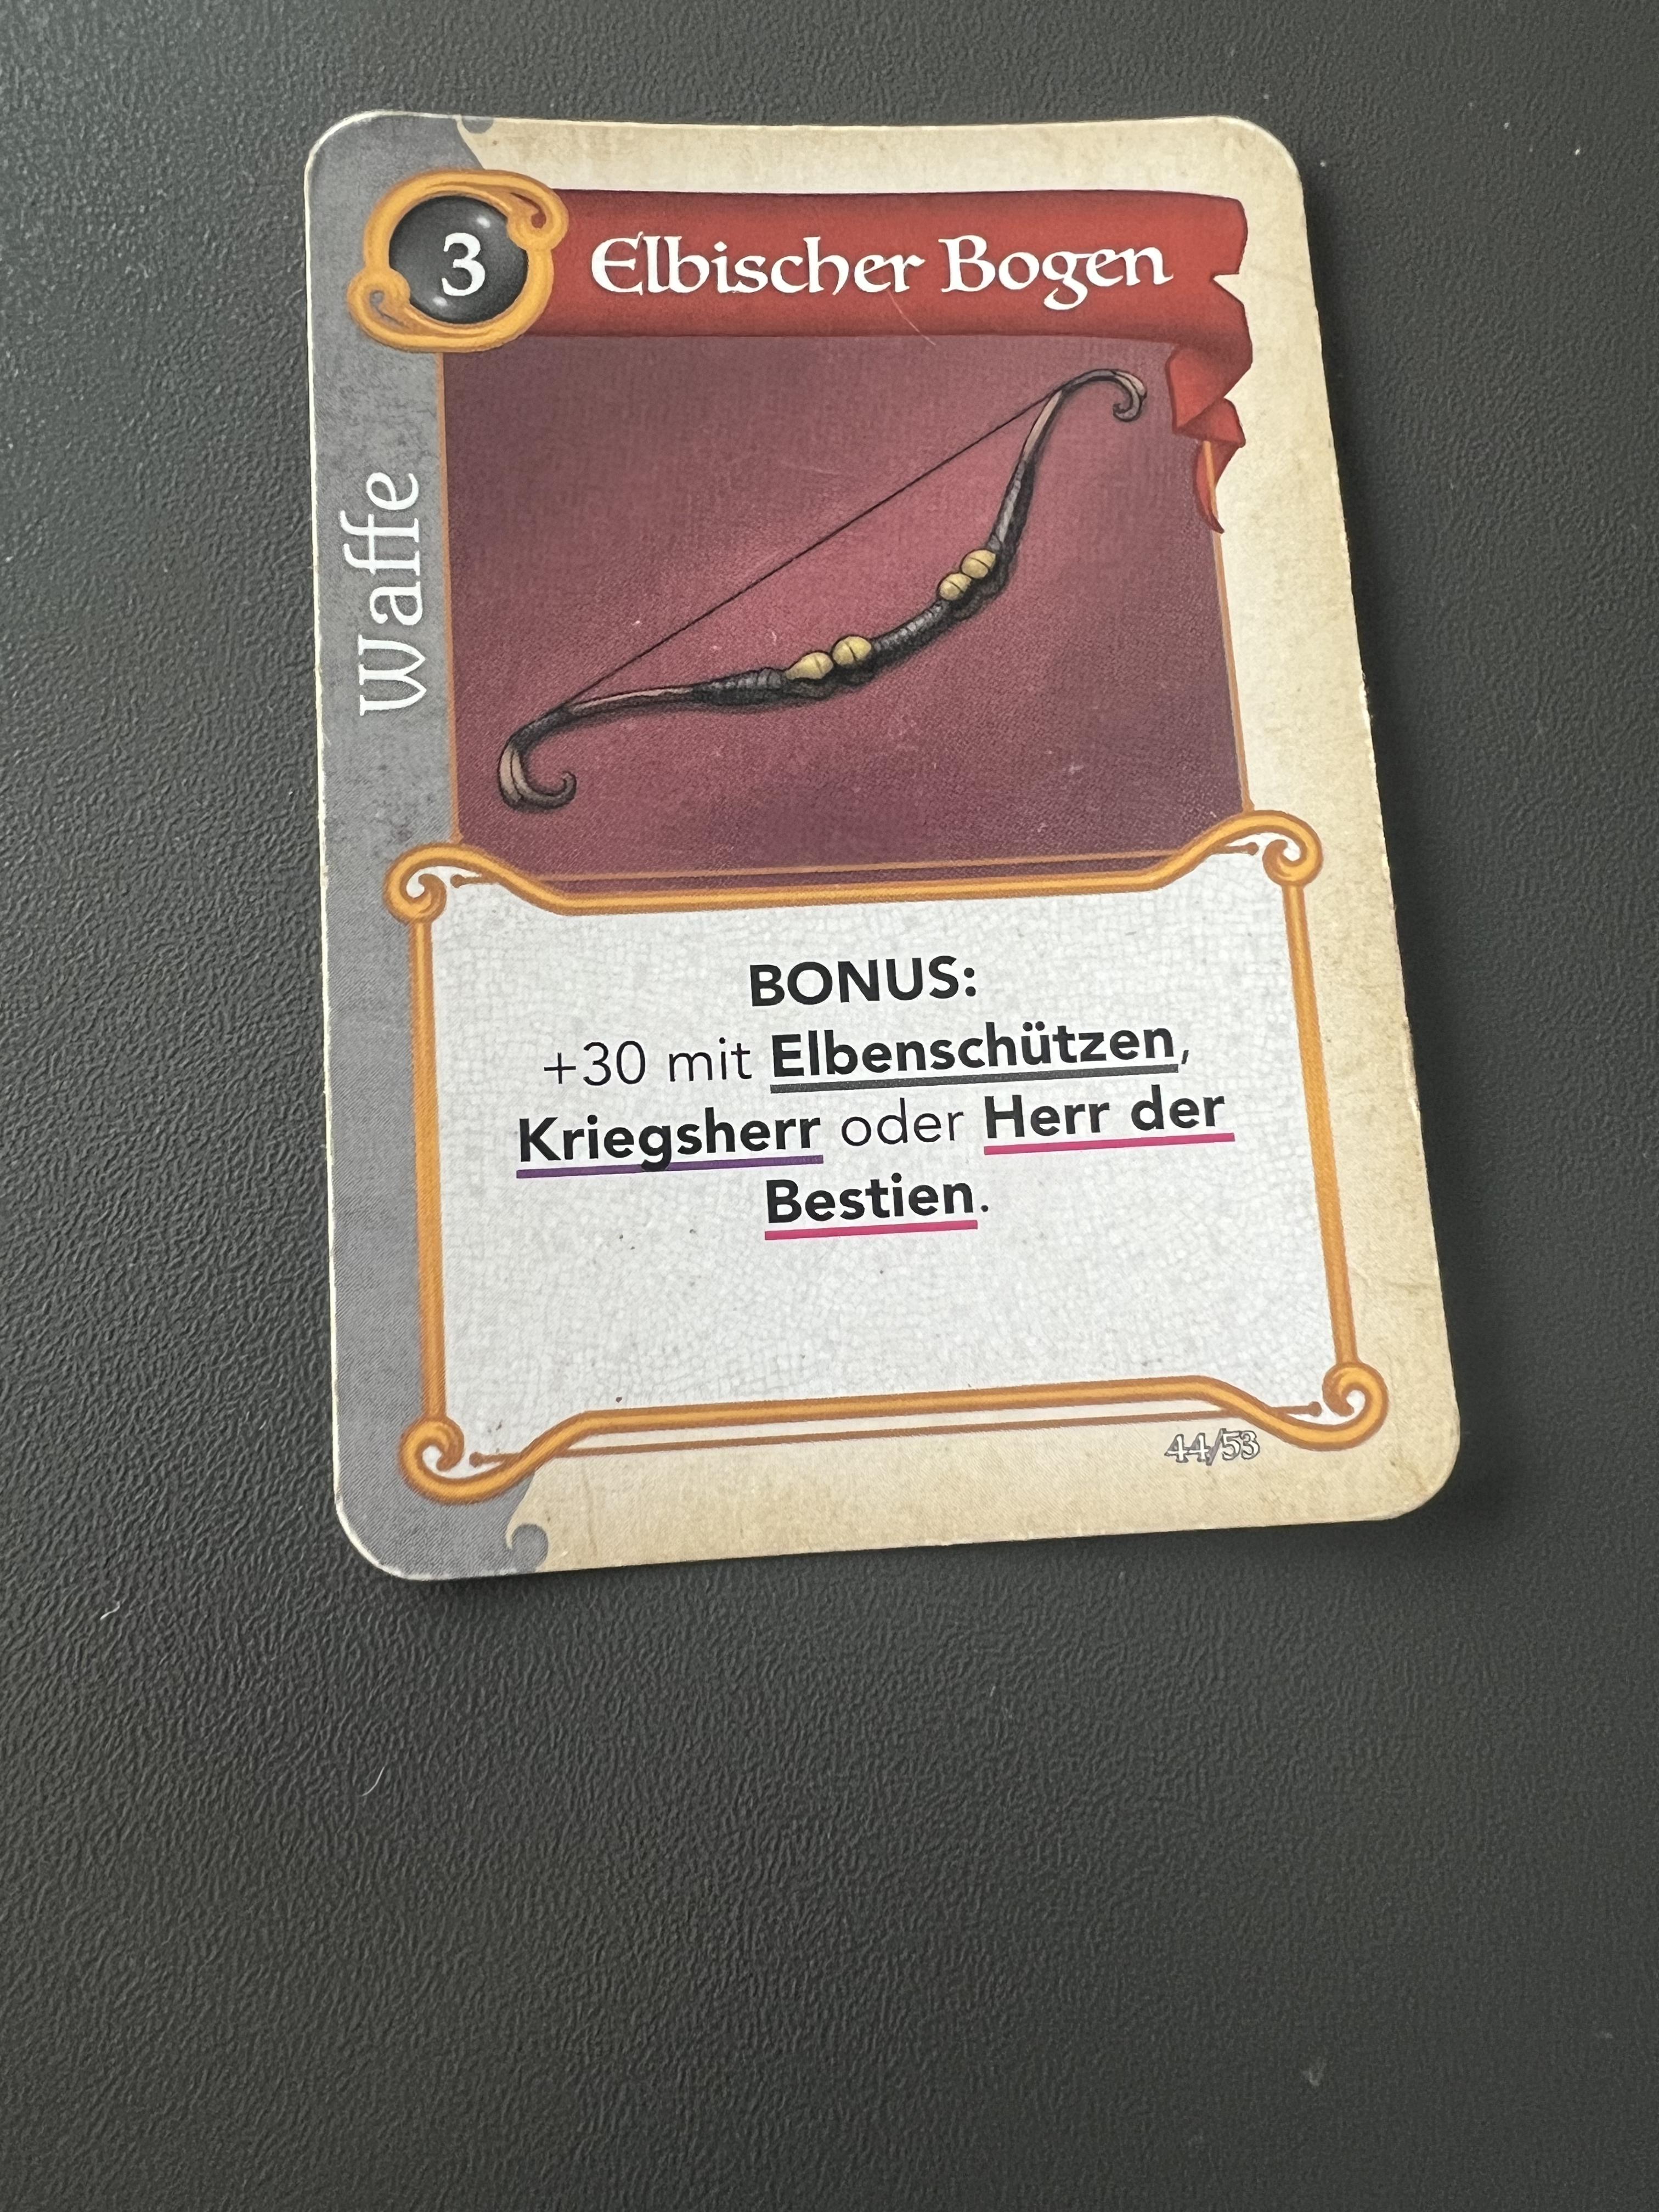 3
Elbischer Bogen
Waffe
BONUS:
+30 mit Elbenschützen,
Kriegsherr oder Herr der
Bestien.
44/53